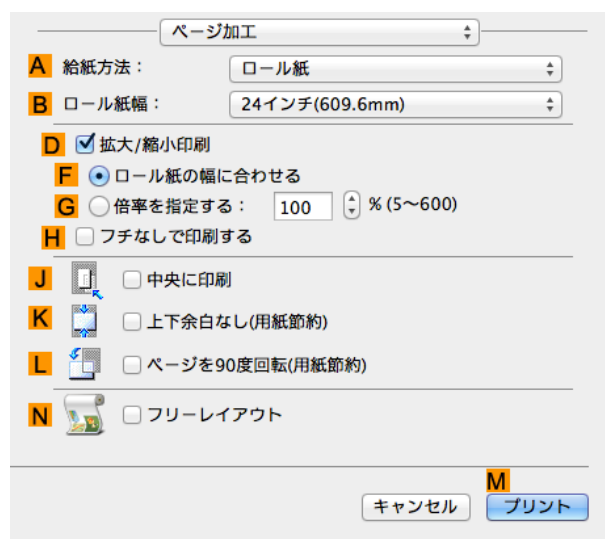 ページ加工
A 給紙方法： ロール紙
B ロール紙幅： 24インチ(609.6mm)
D 拡大/縮小印刷
F ロール紙の幅に合わせる
G 倍率を指定する： 100 % (5〜600)
H フチなしで印刷する
J 中央に印刷
K 上下余白なし(用紙節約)
L ページを90度回転(用紙節約)
N フリーレイアウト
M
キャンセル プリント